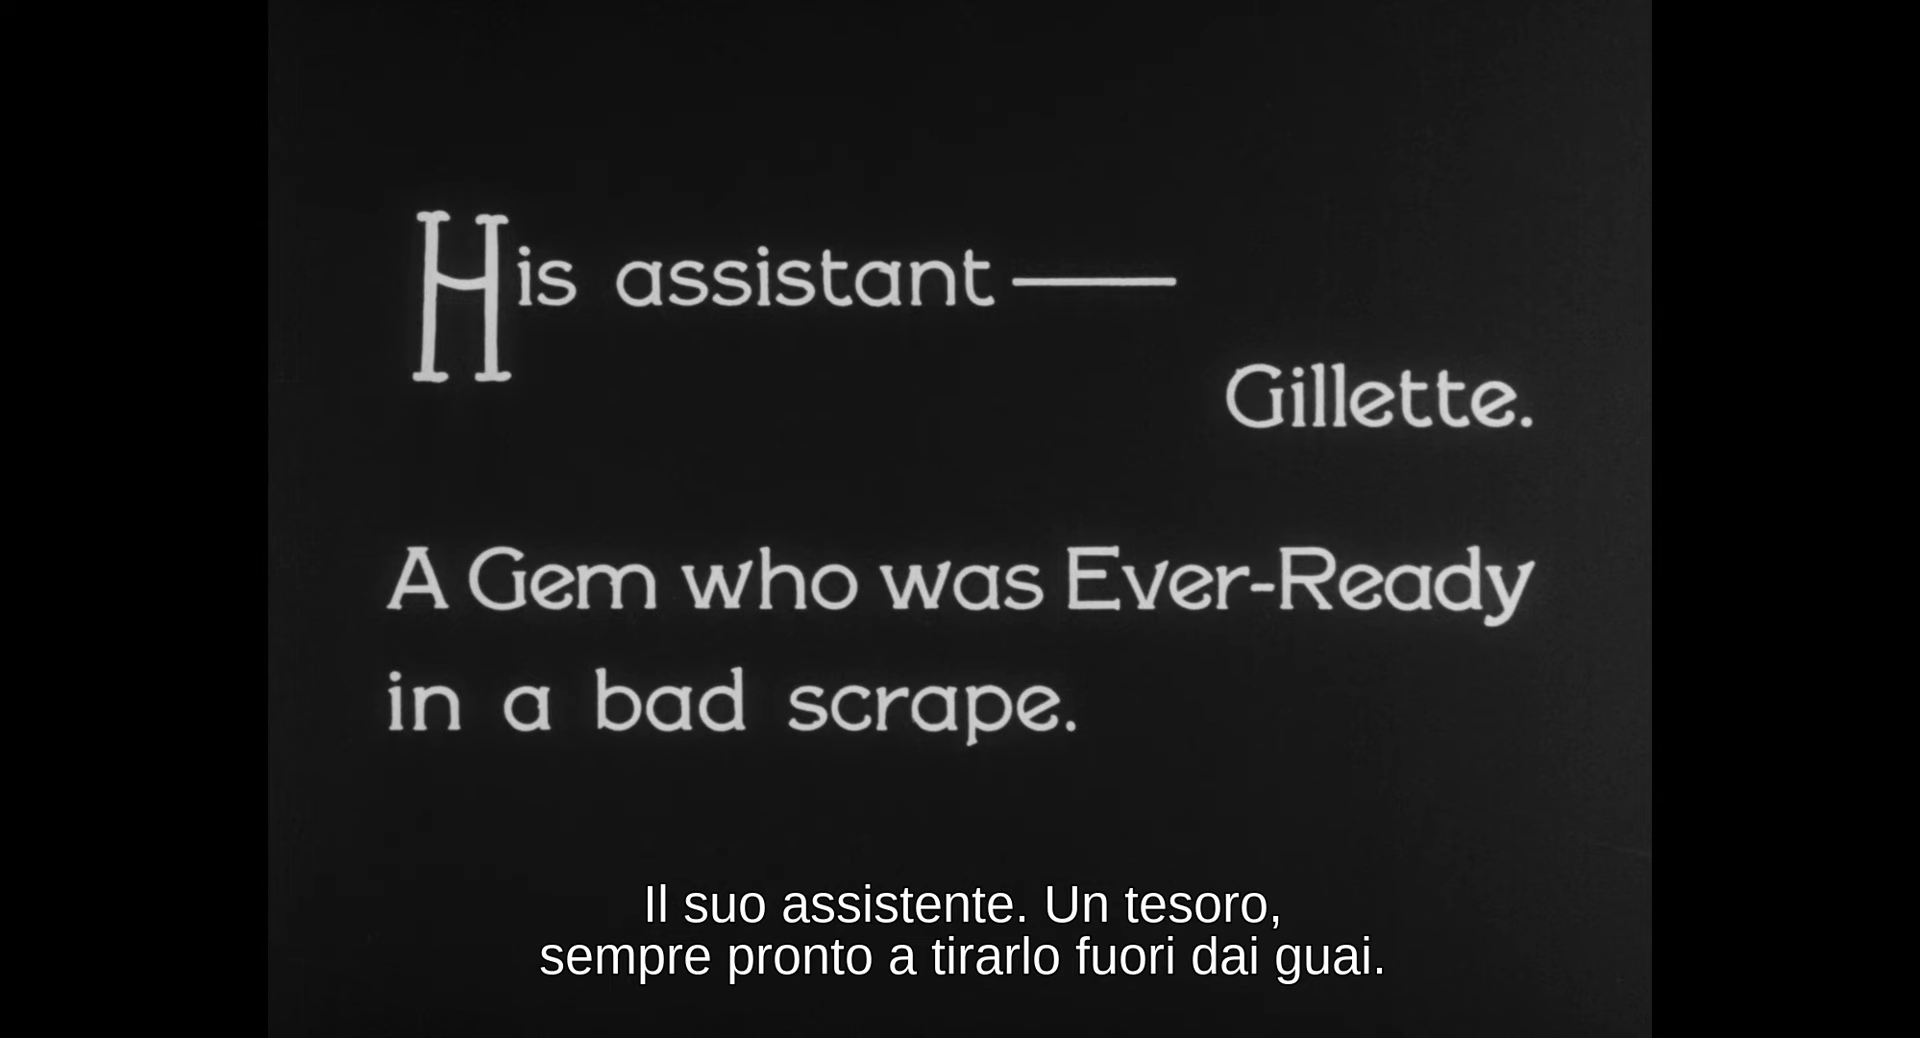 His assistant——
Gillette.
A Gem who was Ever-Ready
in a bad scrape.
Il suo assistente. Un tesoro,
sempre pronto a tirarlo fuori dai guai.